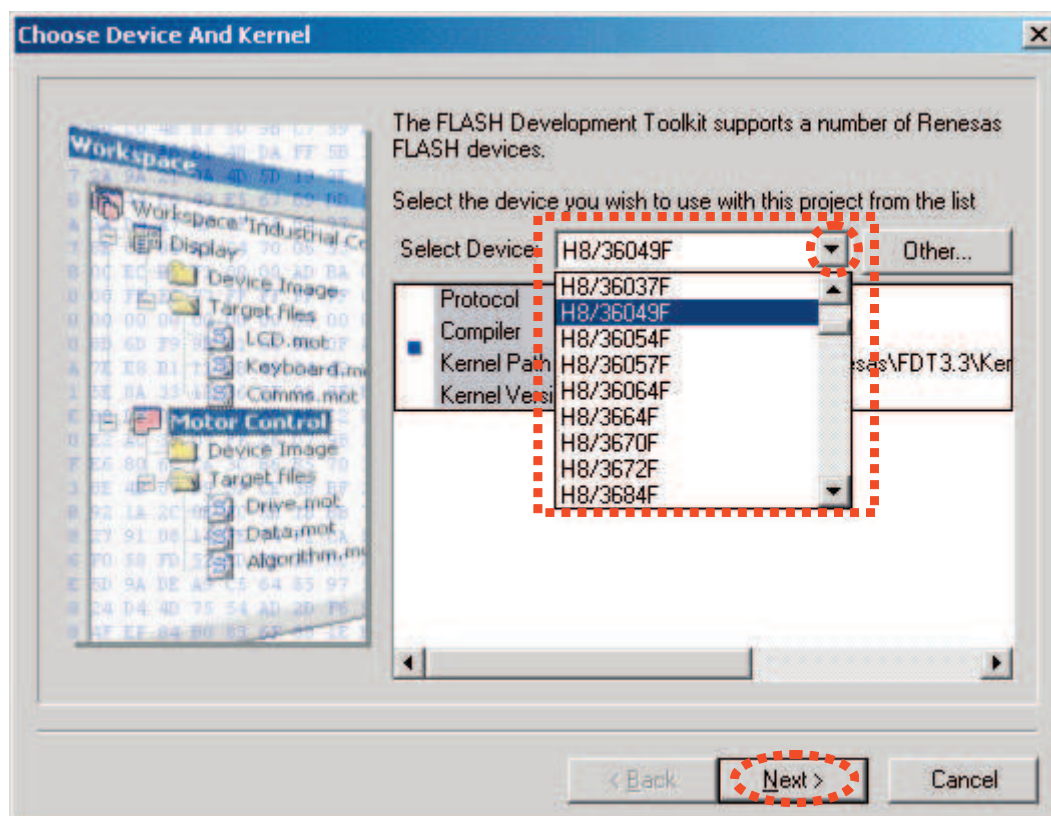 Choose Device And Kernel
The FLASH Development Toolkit supports a number of Renesas
FLASH devices.
Select the device you wish to use with this project from the list
Select Device:
H8/36049F
Other...
Protocol
Compiler
Kernel Path
Kernel Versi
sas\FDT3.3\Ker
H8/36037F
H8/36049F
H8/36054F
H8/36057F
H8/36064F
H8/3664F
H8/3670F
H8/3672F
H8/3684F
Workspace
Workspace "Industrial Co
Display
Device Image
Target Files
LCD.mot
Keyboard.m
Comms.mot
Motor Control
Device Image
Target Files
Drive.mot
Data.mot
Algorithm.m
< Back
Next >
Cancel